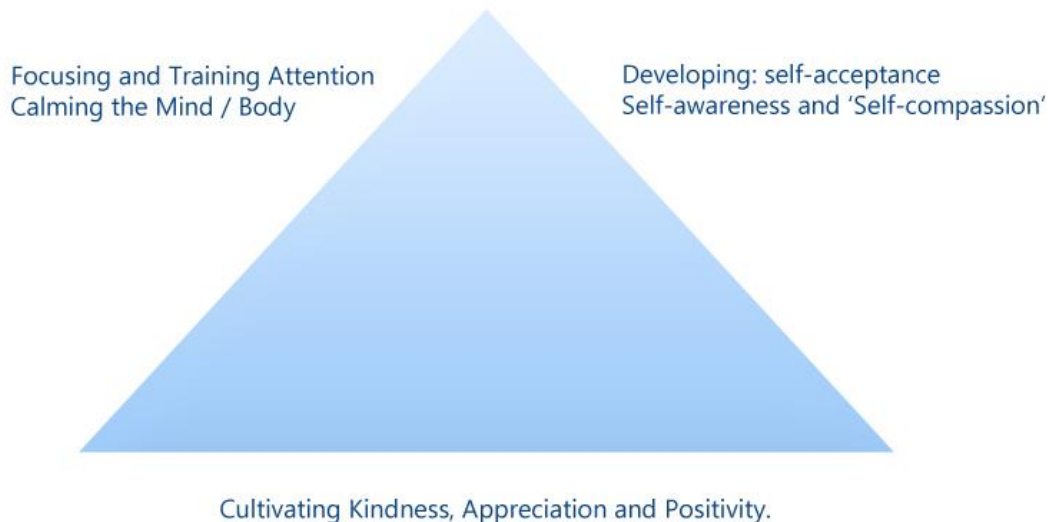 Focusing and Training Attention
Calming the Mind / Body
Developing: self-acceptance
Self-awareness and ‘Self-compassion’
Cultivating Kindness, Appreciation and Positivity.